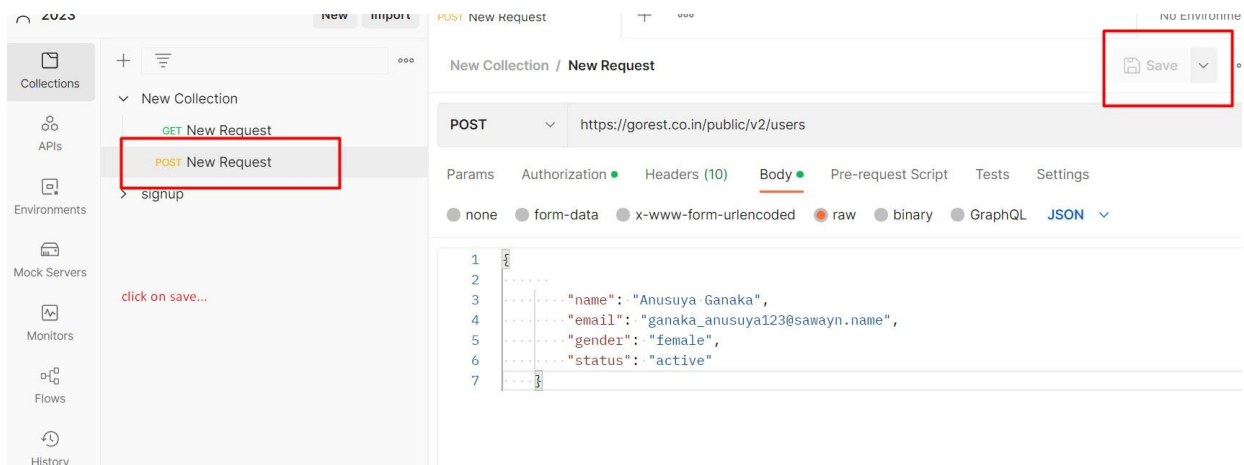 2023
New Import
POST New Request
No Environme
Collections
New Collection / New Request
Save
New Collection
GET New Request
POST New Request
signup
APIs
Environments
Mock Servers
Monitors
Flows
History
click on save...
POST https://gorest.co.in/public/v2/users
Params Authorization Headers (10) Body Pre-request Script Tests Settings
none form-data x-www-form-urlencoded raw binary GraphQL JSON
1 {
2
3 "name": "Anusuya Ganaka",
4 "email": "ganaka_anusuya123@sawayn.name",
5 "gender": "female",
6 "status": "active"
7 }